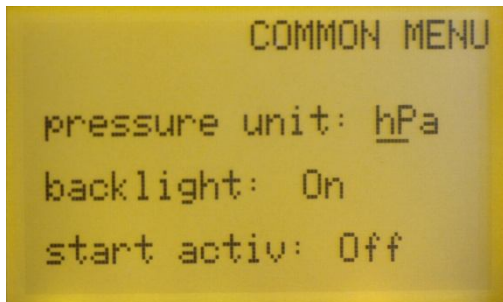 COMMON MENU
pressure unit: hPa
backlight: On
start activ: Off